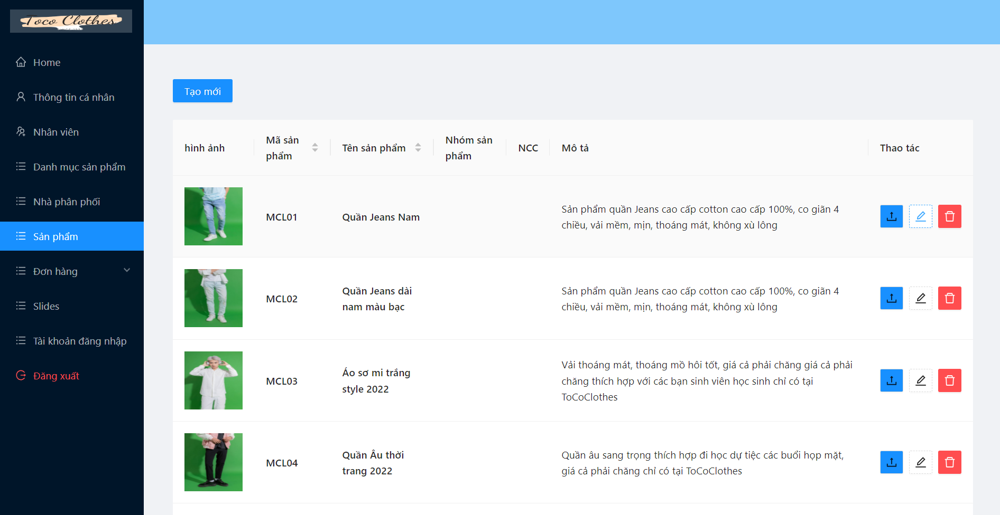 Toco Clothes
Home
Thông tin cá nhân
Nhân viên
Danh mục sản phẩm
Nhà phân phối
Sản phẩm
Đơn hàng
Slides
Tài khoản đăng nhập
Đăng xuất
Tạo mới
hình ảnh
Mã sản
phẩm
Tên sản phẩm
Nhóm sản
phẩm
NCC
Mô tả
Thao tác
MCL01
Quần Jeans Nam
Sản phẩm quần Jeans cao cấp cotton cao cấp 100%, co giãn 4
chiều, vải mềm, mịn, thoáng mát, không xù lông
MCL02
Quần Jeans dài
nam màu bạc
Sản phẩm quần Jeans cao cấp cotton cao cấp 100%, co giãn 4
chiều, vải mềm, mịn, thoáng mát, không xù lông
MCL03
Áo sơ mi trắng
style 2022
Vải thoáng mát, thoáng mồ hôi tốt, giá cả phải chăng giá cả phải
chăng thích hợp với các bạn sinh viên học sinh chỉ có tại
ToCoClothes
MCL04
Quần Âu thời
trang 2022
Quần âu sang trọng thích hợp đi học dự tiệc các buổi họp mặt,
giá cả phải chăng chỉ có tại ToCoClothes